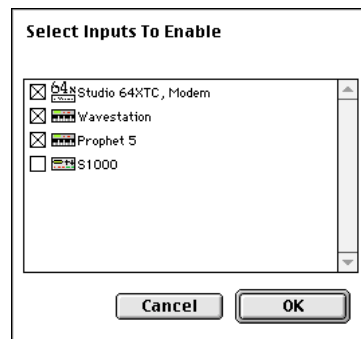 Select Inputs To Enable
64x Studio 64XTC, Modem
Wavestation
Prophet 5
S1000
Cancel OK